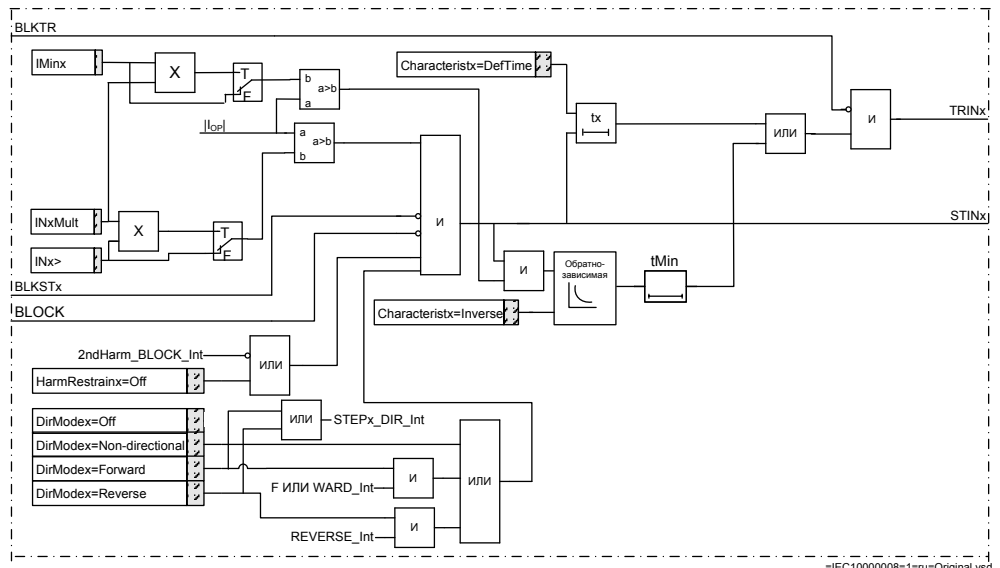 BLKTR
IMinx
X
T
F
b
a>b
a
|IOP|
a
a>b
b
Characteristx=DefTime
tx
ИЛИ
И
TRINx
INxMult
INx>
X
T
F
И
STINx
BLKSTx
BLOCK
И
Обратно-
зависимая
tMin
Characteristx=Inverse
2ndHarm_BLOCK_Int
ИЛИ
HarmRestrainx=Off
DirModex=Off
ИЛИ
STEPx_DIR_Int
DirModex=Non-directional
DirModex=Forward
F ИЛИ WARD_Int
И
ИЛИ
DirModex=Reverse
И
REVERSE_Int
=IEC10000008=1=ru=Original.vsd